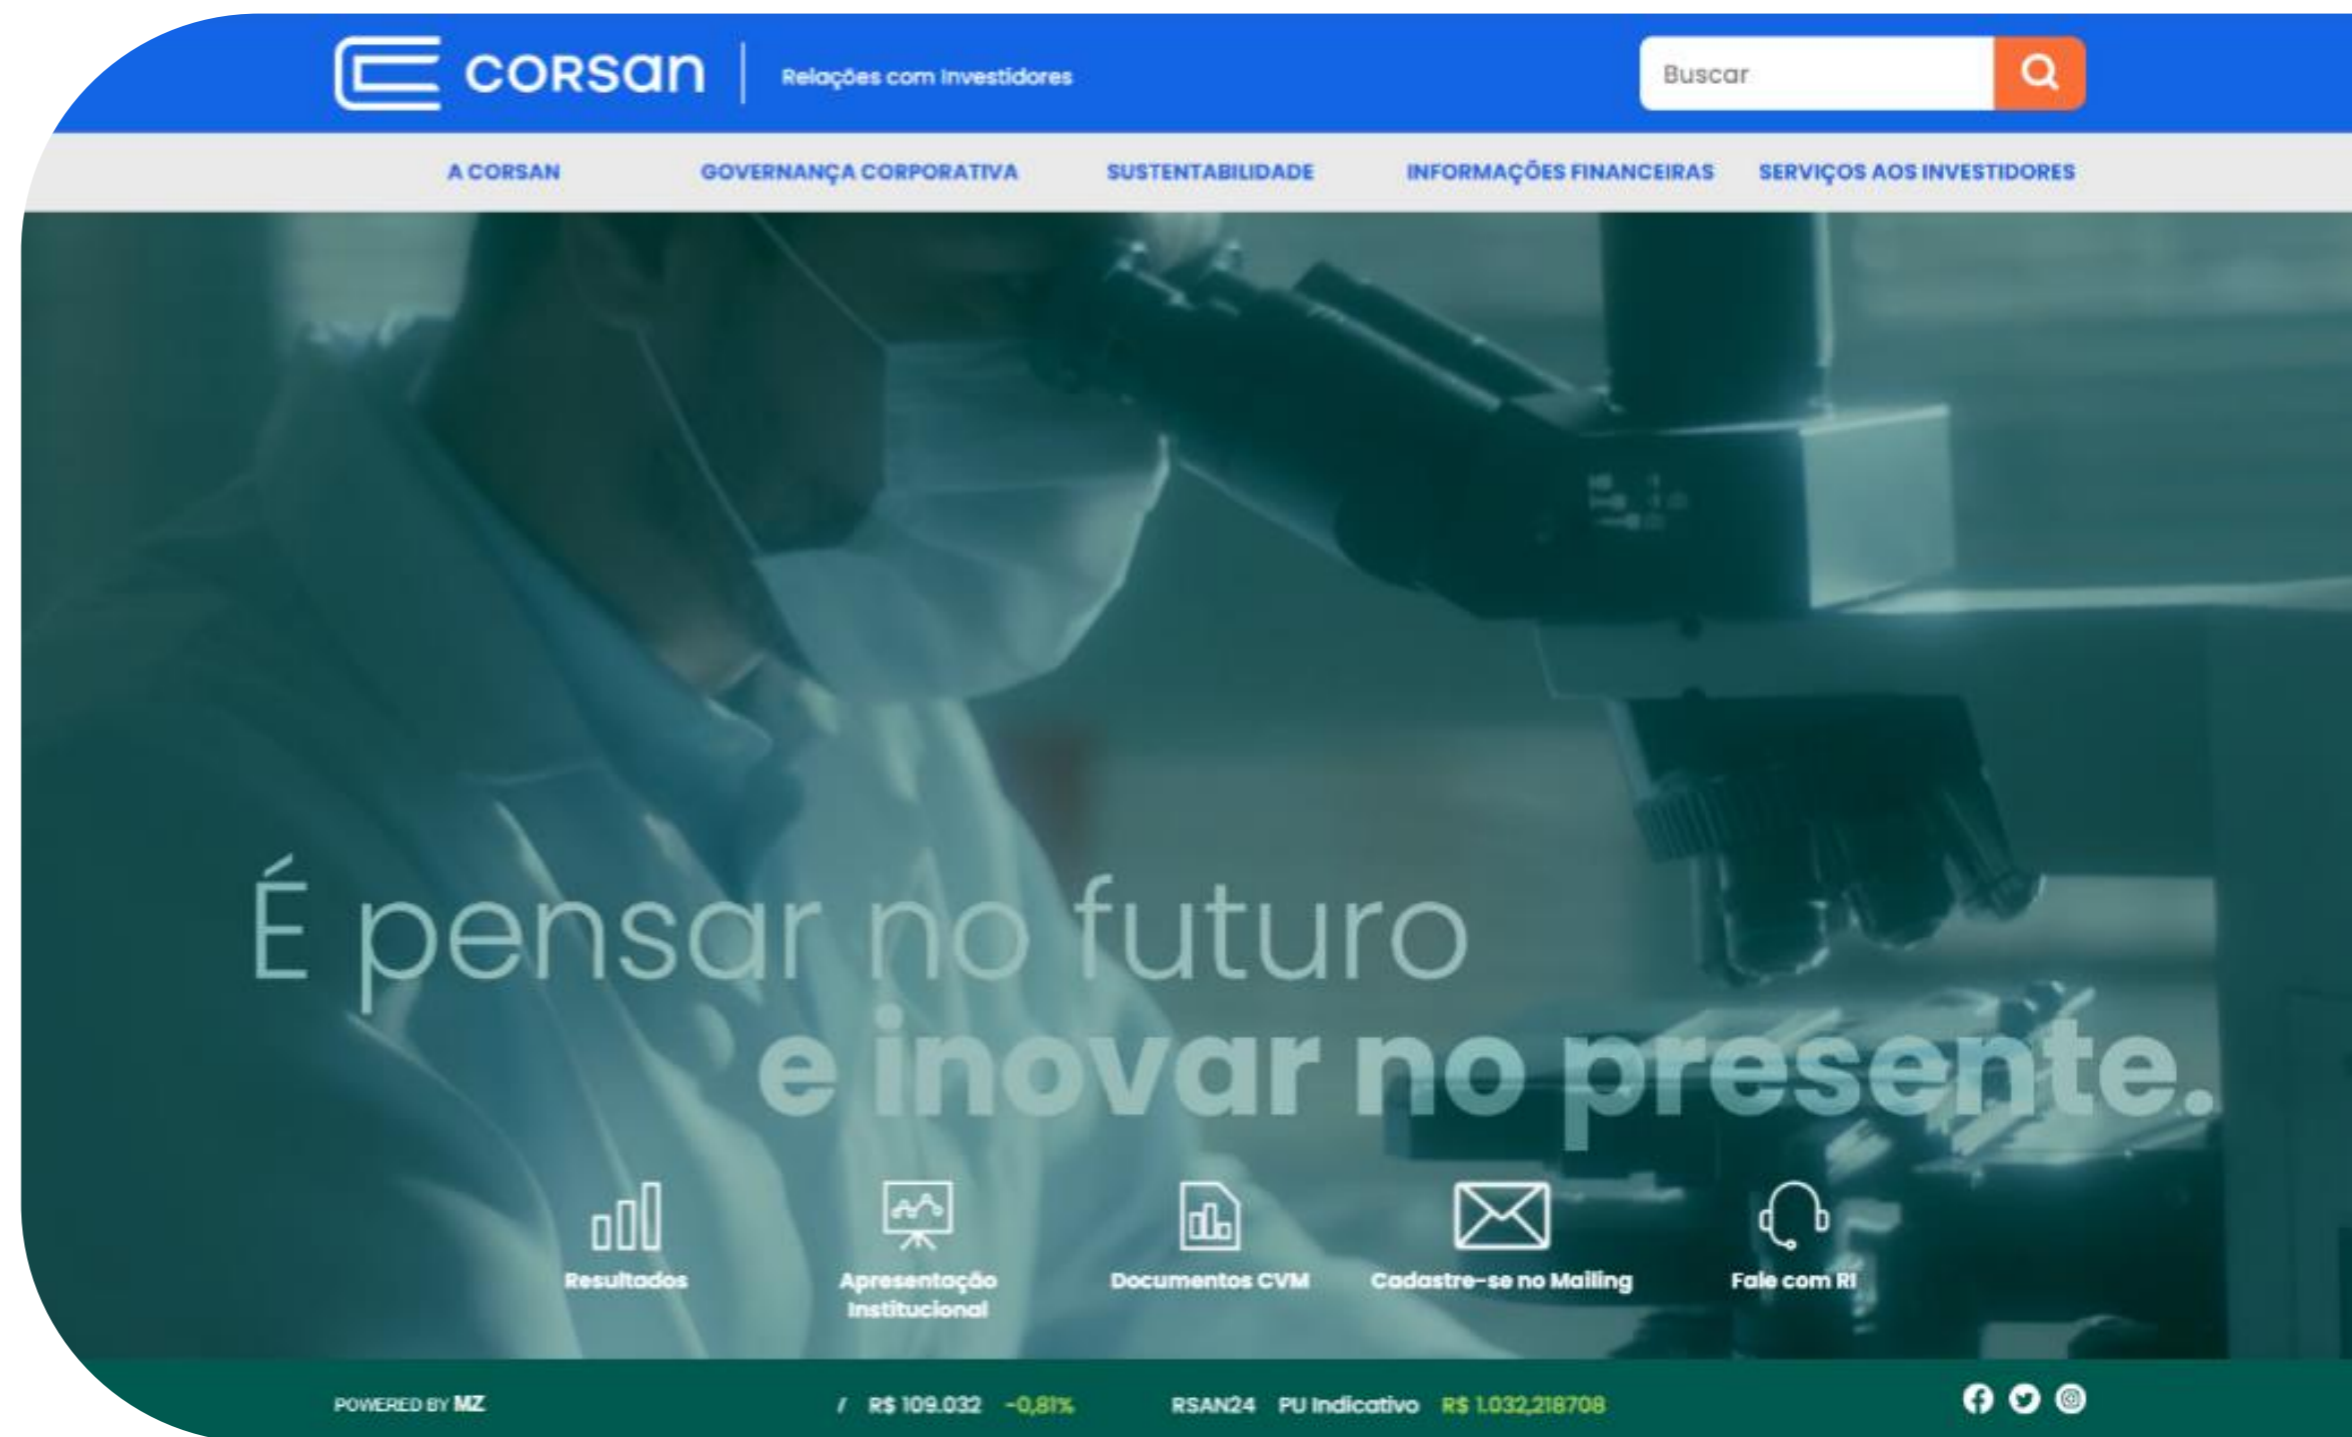 CORSAN
Relações com Investidores
Buscar
A CORSAN GOVERNANÇA CORPORATIVA SUSTENTABILIDADE INFORMAÇÕES FINANCEIRAS SERVIÇOS AOS INVESTIDORES
É pensar no futuro
e inovar no presente.
Resultados
Apresentação
Institucional
Documentos CVM
Cadastre-se no Mailing
Fale com RI
POWERED BY MZ
/ R$ 109.032 -0,81% RSAN24 PU Indicativo R$ 1.032,218708